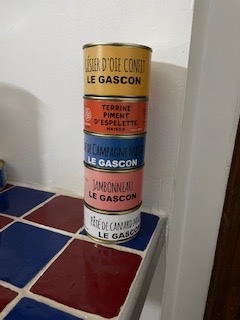 GÉSIER D'OIE CONFIT
LE GASCON
TERRINE
PIMENT
D'ESPELETTE
MAISON
DE CAMPAGNE
LE GASCON
JAMBONNEAU
LE GASCON
PÂTÉ DE CANARD
LE GASCON